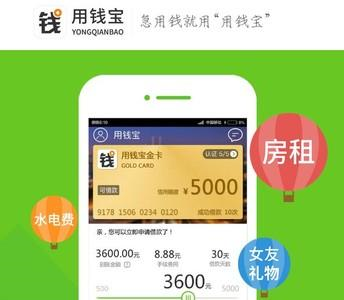 钱 用钱宝 急用钱就用“用钱宝”
YONGQIANBAO
用钱宝
钱 用钱宝金卡 认证 5/5
GOLD CARD
可借款 信用额度 ¥5000
9178 1506 0234 0120 成功借款 10次
亲，您可以立即申请借款了！
3600.00元 8.88元 30天
到账金额 手续费用 借款天数
3600元
房租
水电费
女友
礼物